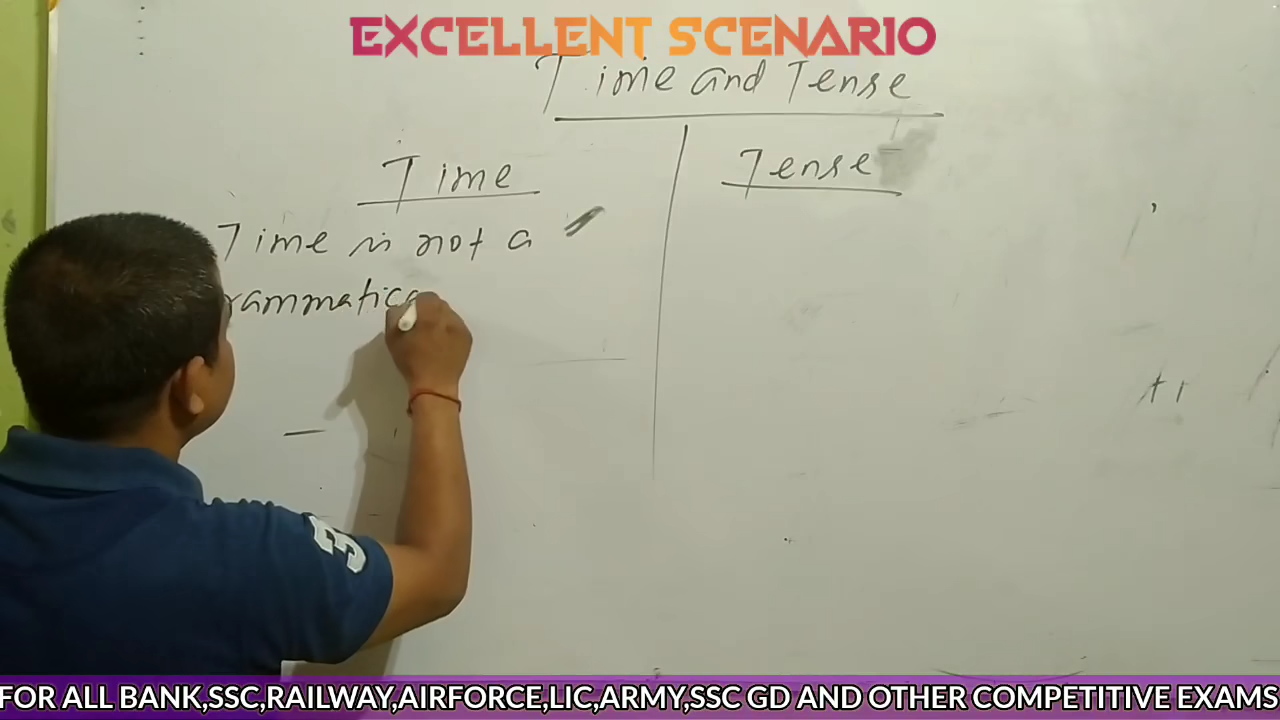 EXCELLENT SCENARIO
Time and Tense
Time
Tense
Time is not a
rammatica
FOR ALL BANK,SSC,RAILWAY,AIRFORCE,LIC,ARMY,SSC GD AND OTHER COMPETITIVE EXAMS
3